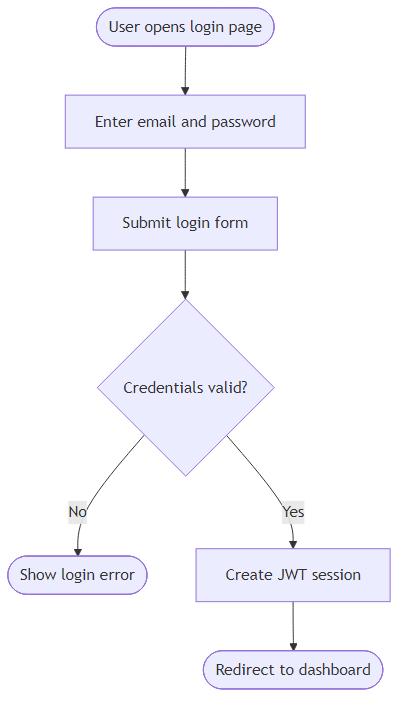 User opens login page
Enter email and password
Submit login form
Credentials valid?
No
Yes
Show login error
Create JWT session
Redirect to dashboard